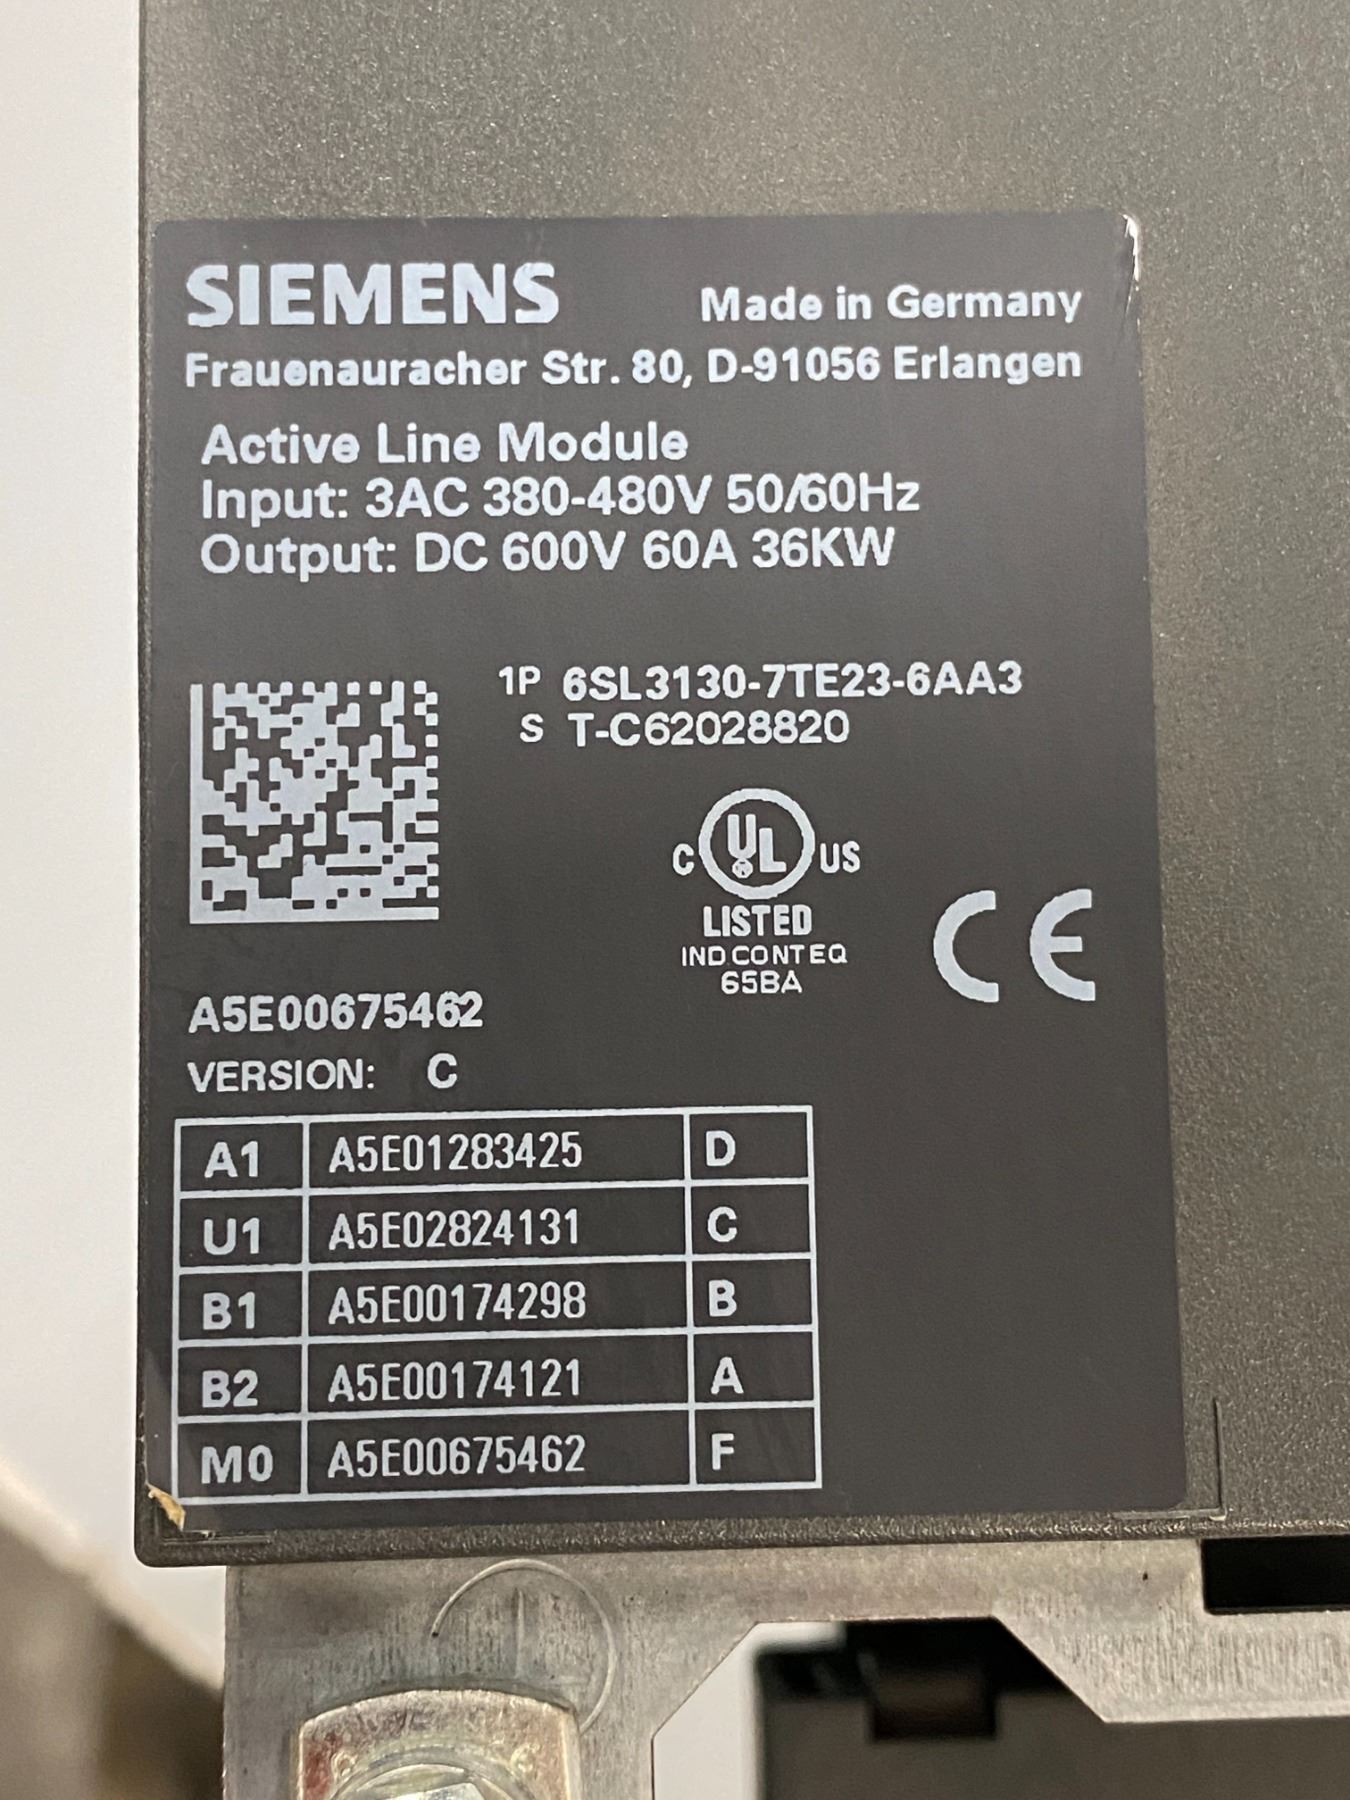 SIEMENS Made in Germany
Frauenauracher Str. 80, D-91056 Erlangen
Active Line Module
Input: 3AC 380-480V 50/60Hz
Output: DC 600V 60A 36KW
1P 6SL3130-7TE23-6AA3
S T-C62028820
C UL US
LISTED
IND CONT EQ
65BA
CE
A5E00675462
VERSION: C
A1 A5E01283425 D
U1 A5E02824131 C
B1 A5E00174298 B
B2 A5E00174121 A
M0 A5E00675462 F